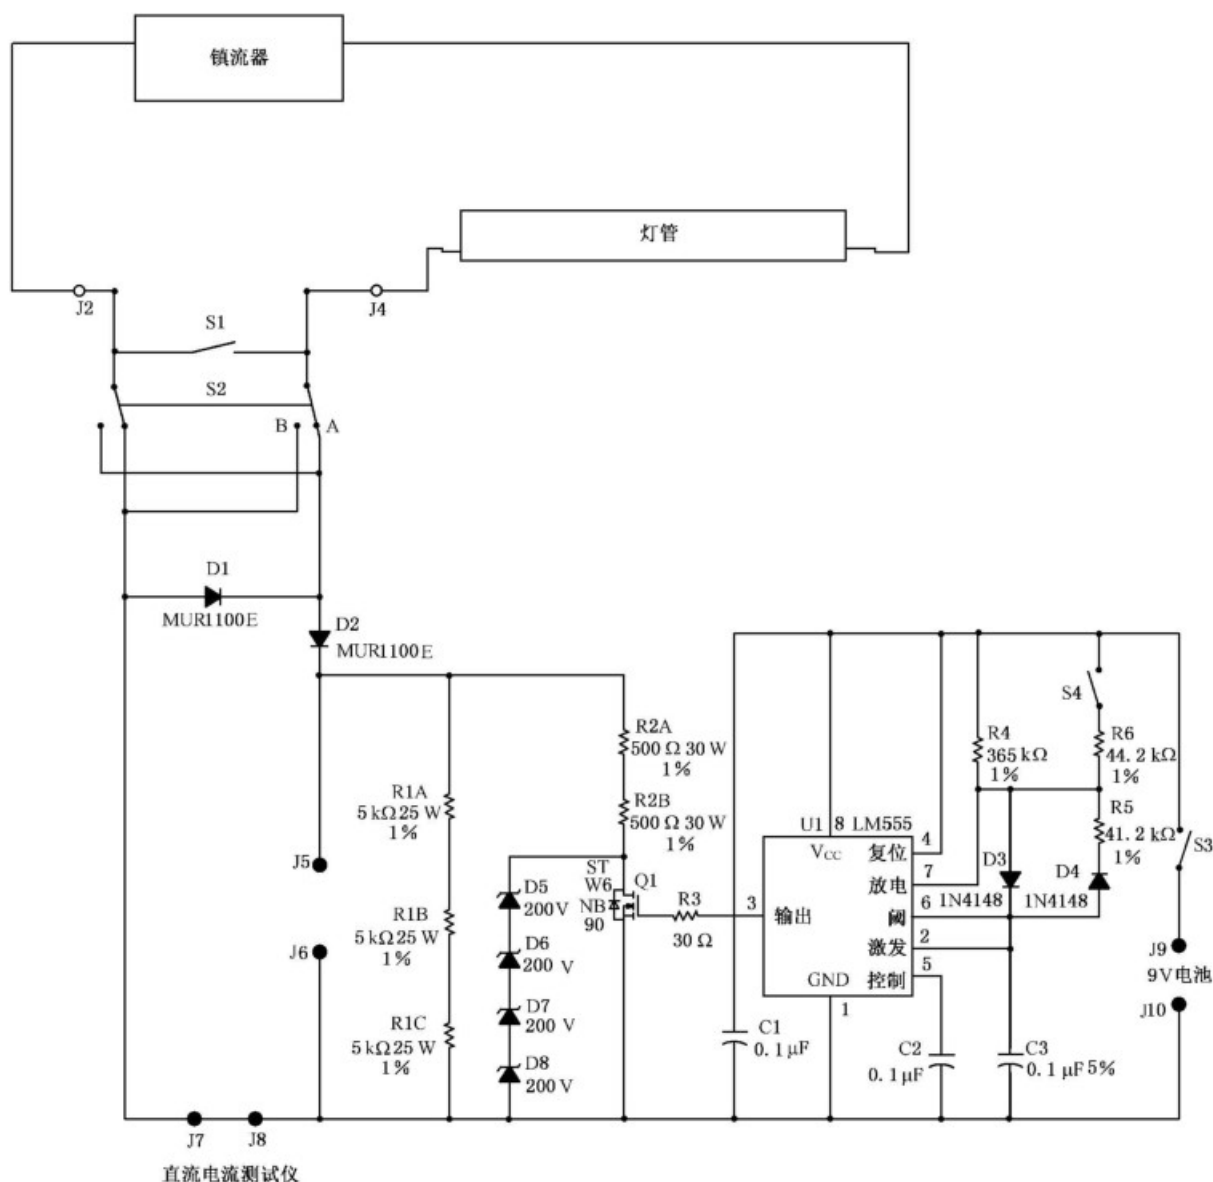 镇流器
灯管
J2
J4
S1
S2
B
A
D1
MUR1100E
D2
MUR1100E
R2A
500 Ω 30 W
1%
R2B
500 Ω 30 W
1%
R1A
5 kΩ 25 W
1%
R1B
5 kΩ 25 W
1%
R1C
5 kΩ 25 W
1%
J5
J6
D5
200 V
D6
200 V
D7
200 V
D8
200 V
ST
W6
NB
90
Q1
R3
30 Ω
3
U1
8
LM555
VCC
复位
放电
阈
激发
控制
输出
GND
1
4
7
6
2
5
R4
365 kΩ
1%
S4
R6
44.2 kΩ
1%
R5
41.2 kΩ
1%
S3
D3
1N4148
D4
1N4148
J9
9V电池
J10
C1
0.1 μF
C2
0.1 μF
C3
0.1 μF 5%
J7
J8
直流电流测试仪